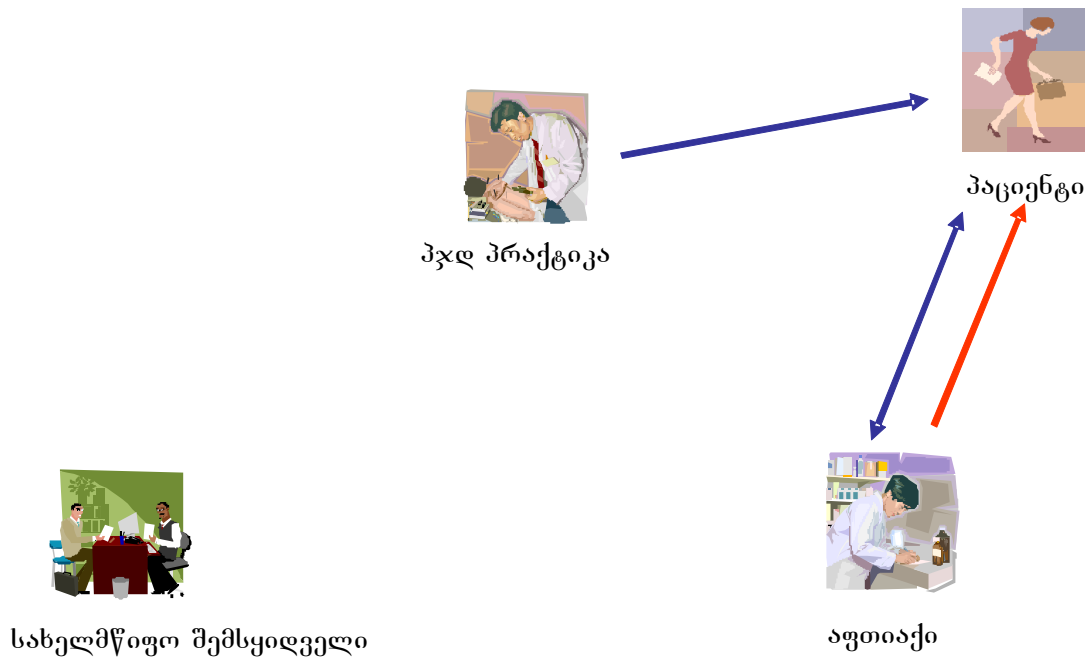 პაციენტი
პჯდ პრაქტიკა
სახელმწიფო შემსყიდველი
აფთიაქი